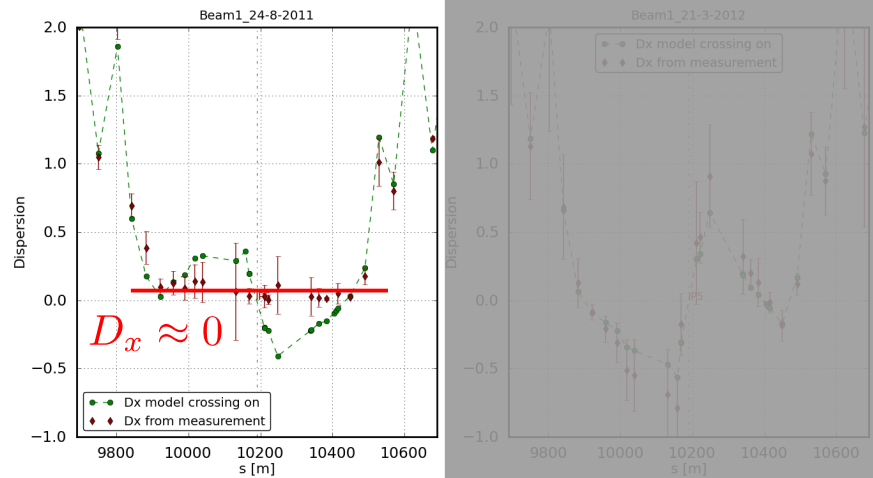 Beam1_24-8-2011
2.0
1.5
1.0
0.5
0.0
−0.5
−1.0
Dispersion
D_x ≈ 0
Dx model crossing on
Dx from measurement
9800 10000 10200 10400 10600
s [m]
Beam1_21-3-2012
2.0
1.5
1.0
0.5
0.0
−0.5
−1.0
Dispersion
Dx model crossing on
Dx from measurement
IP5
9800 10000 10200 10400 10600
s [m]